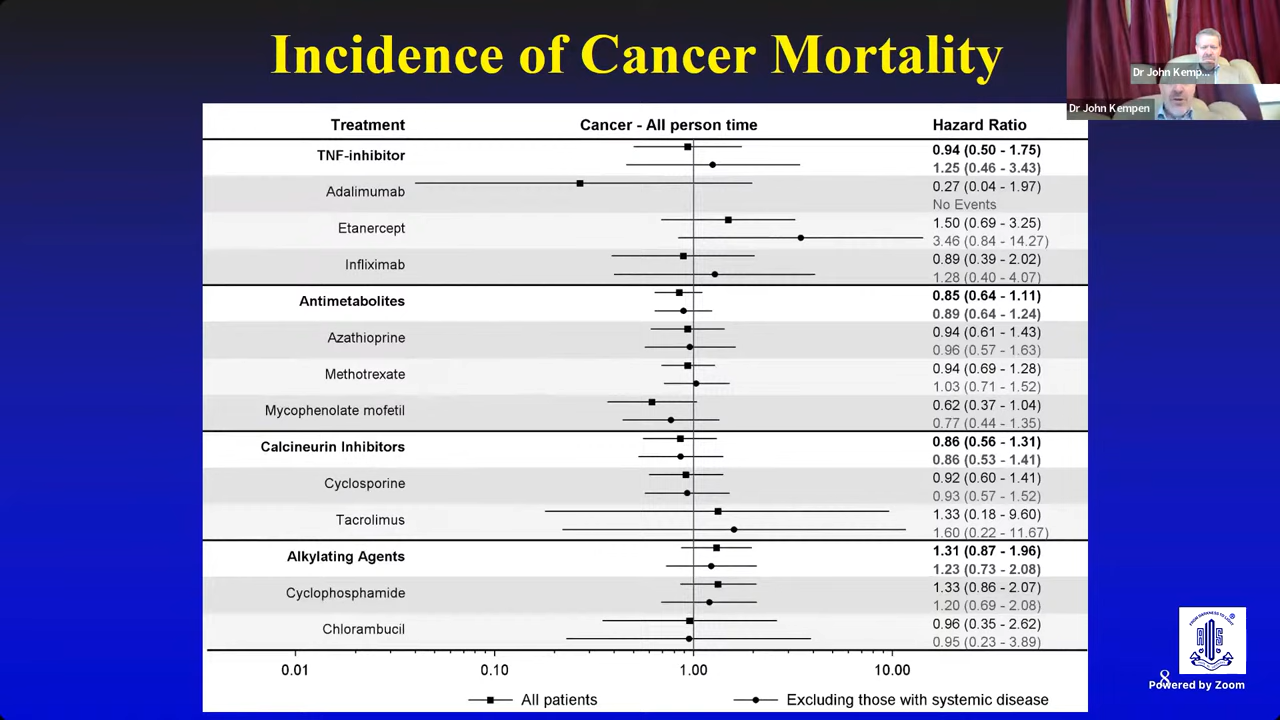 Incidence of Cancer Mortality
Dr John Kemp...
Dr John Kempen
Treatment Cancer - All person time Hazard Ratio
TNF-inhibitor 0.94 (0.50 - 1.75)
1.25 (0.46 - 3.43)
Adalimumab 0.27 (0.04 - 1.97)
No Events
Etanercept 1.50 (0.69 - 3.25)
3.46 (0.84 - 14.27)
Infliximab 0.89 (0.39 - 2.02)
1.28 (0.40 - 4.07)
Antimetabolites 0.85 (0.64 - 1.11)
0.89 (0.64 - 1.24)
Azathioprine 0.94 (0.61 - 1.43)
0.96 (0.57 - 1.63)
Methotrexate 0.94 (0.69 - 1.28)
1.03 (0.71 - 1.52)
Mycophenolate mofetil 0.62 (0.37 - 1.04)
0.77 (0.44 - 1.35)
Calcineurin Inhibitors 0.86 (0.56 - 1.31)
0.86 (0.53 - 1.41)
Cyclosporine 0.92 (0.60 - 1.41)
0.93 (0.57 - 1.52)
Tacrolimus 1.33 (0.18 - 9.60)
1.60 (0.22 - 11.67)
Alkylating Agents 1.31 (0.87 - 1.96)
1.23 (0.73 - 2.08)
Cyclophosphamide 1.33 (0.86 - 2.07)
1.20 (0.69 - 2.08)
Chlorambucil 0.96 (0.35 - 2.62)
0.95 (0.23 - 3.89)
0.01 0.10 1.00 10.00
All patients Excluding those with systemic disease
8
Powered by Zoom